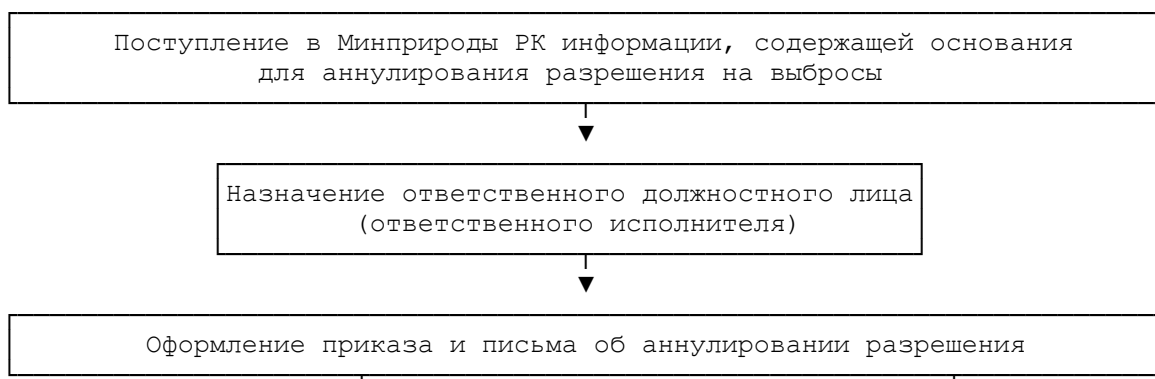 Поступление в Минприроды РК информации, содержащей основания
для аннулирования разрешения на выбросы
Назначение ответственного должностного лица
(ответственного исполнителя)
Оформление приказа и письма об аннулировании разрешения